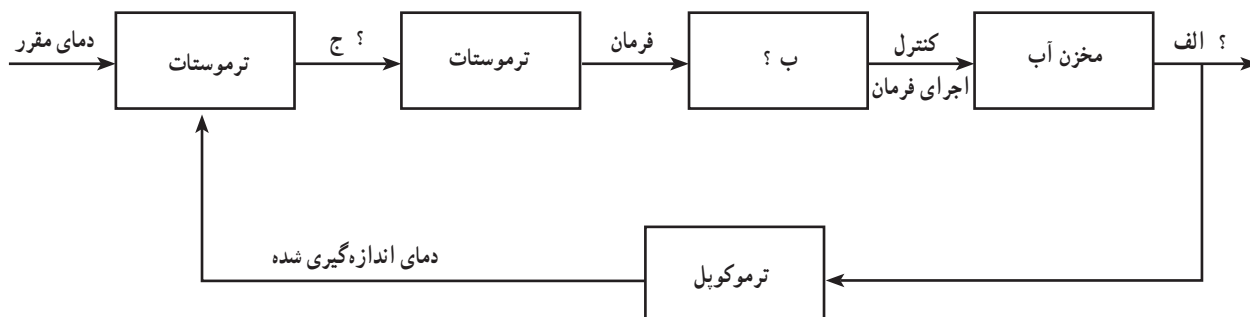 دمای مقرر
ترموستات
؟ ج
ترموستات
فرمان
ب ؟
کنترل
اجرای فرمان
مخزن آب
؟ الف
دمای اندازه‌گیری شده
ترموکوپل